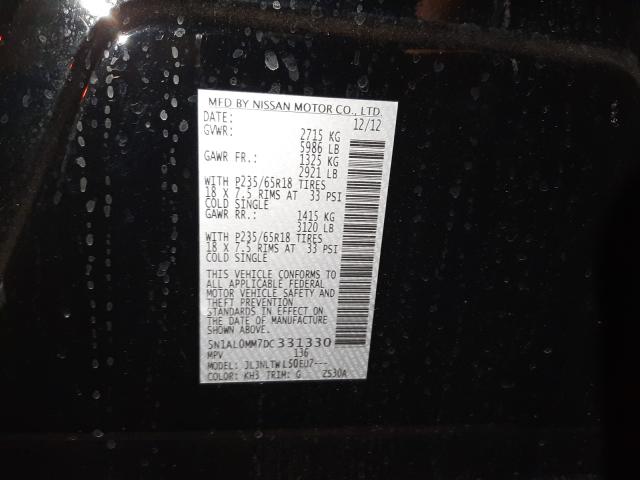 MFD BY NISSAN MOTOR CO., LTD.
DATE: 12/12
GVWR: 2715 KG
5986 LB
GAWR FR.: 1325 KG
2921 LB
WITH P235/65R18 TIRES
18 X 7.5 RIMS AT 33 PSI
COLD SINGLE
GAWR RR.: 1415 KG
3120 LB
WITH P235/65R18 TIRES
18 X 7.5 RIMS AT 33 PSI
COLD SINGLE
THIS VEHICLE CONFORMS TO
ALL APPLICABLE FEDERAL
MOTOR VEHICLE SAFETY AND
THEFT PREVENTION
STANDARDS IN EFFECT ON
THE DATE OF MANUFACTURE
SHOWN ABOVE.
5N1AL0MM7DC331330
MPV 136
MODEL: JLJNLTWL50EU7---
COLOR: KH3 TRIM: G Z530A